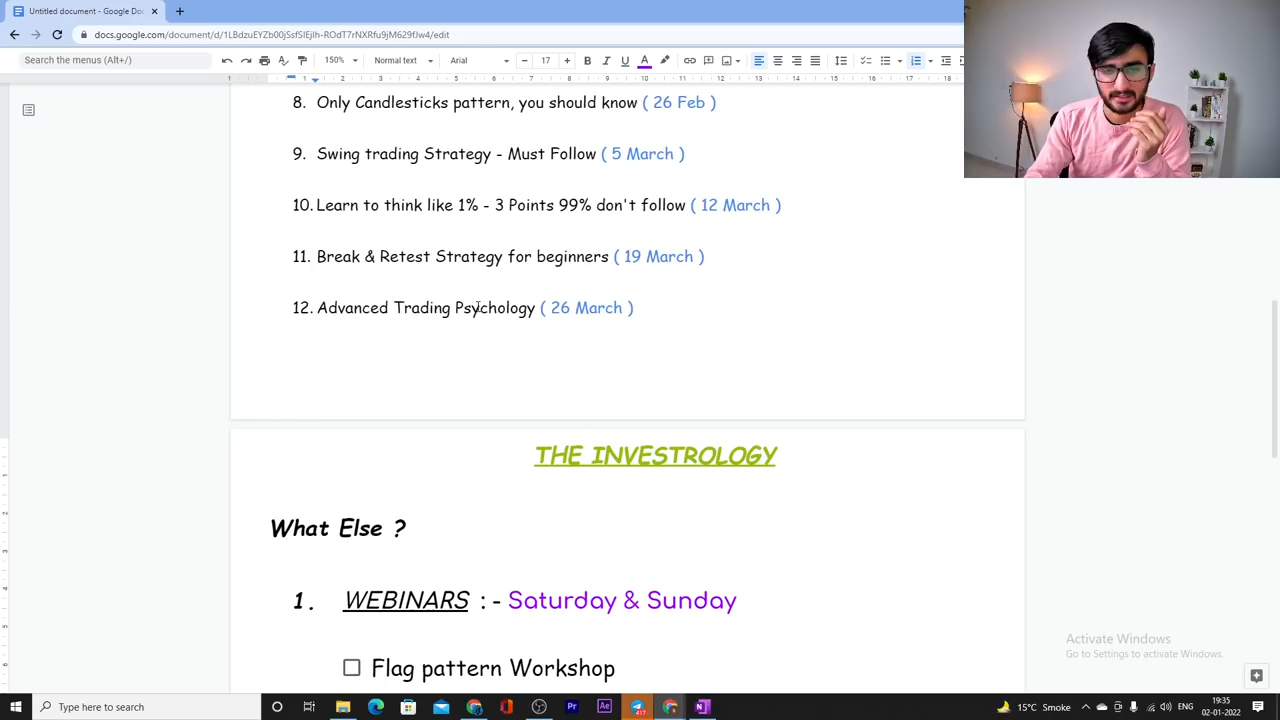 Untitled document - Google Doc
docs.google.com/document/d/1LBdzuEYZb00jSsfSIEjIh-ROdT7rNXRfu9jM629fJw4/edit
Search the menus (Alt+/)
150%
Normal text
Arial
17
8. Only Candlesticks pattern, you should know ( 26 Feb )
9. Swing trading Strategy - Must Follow ( 5 March )
10. Learn to think like 1% - 3 Points 99% don't follow ( 12 March )
11. Break & Retest Strategy for beginners ( 19 March )
12. Advanced Trading Psychology ( 26 March )
THE INVESTROLOGY
What Else ?
1. WEBINARS : - Saturday & Sunday
Flag pattern Workshop
Activate Windows
Go to Settings to activate Windows.
Type here to search
15°C Smoke
ENG
19:35
02-01-2022